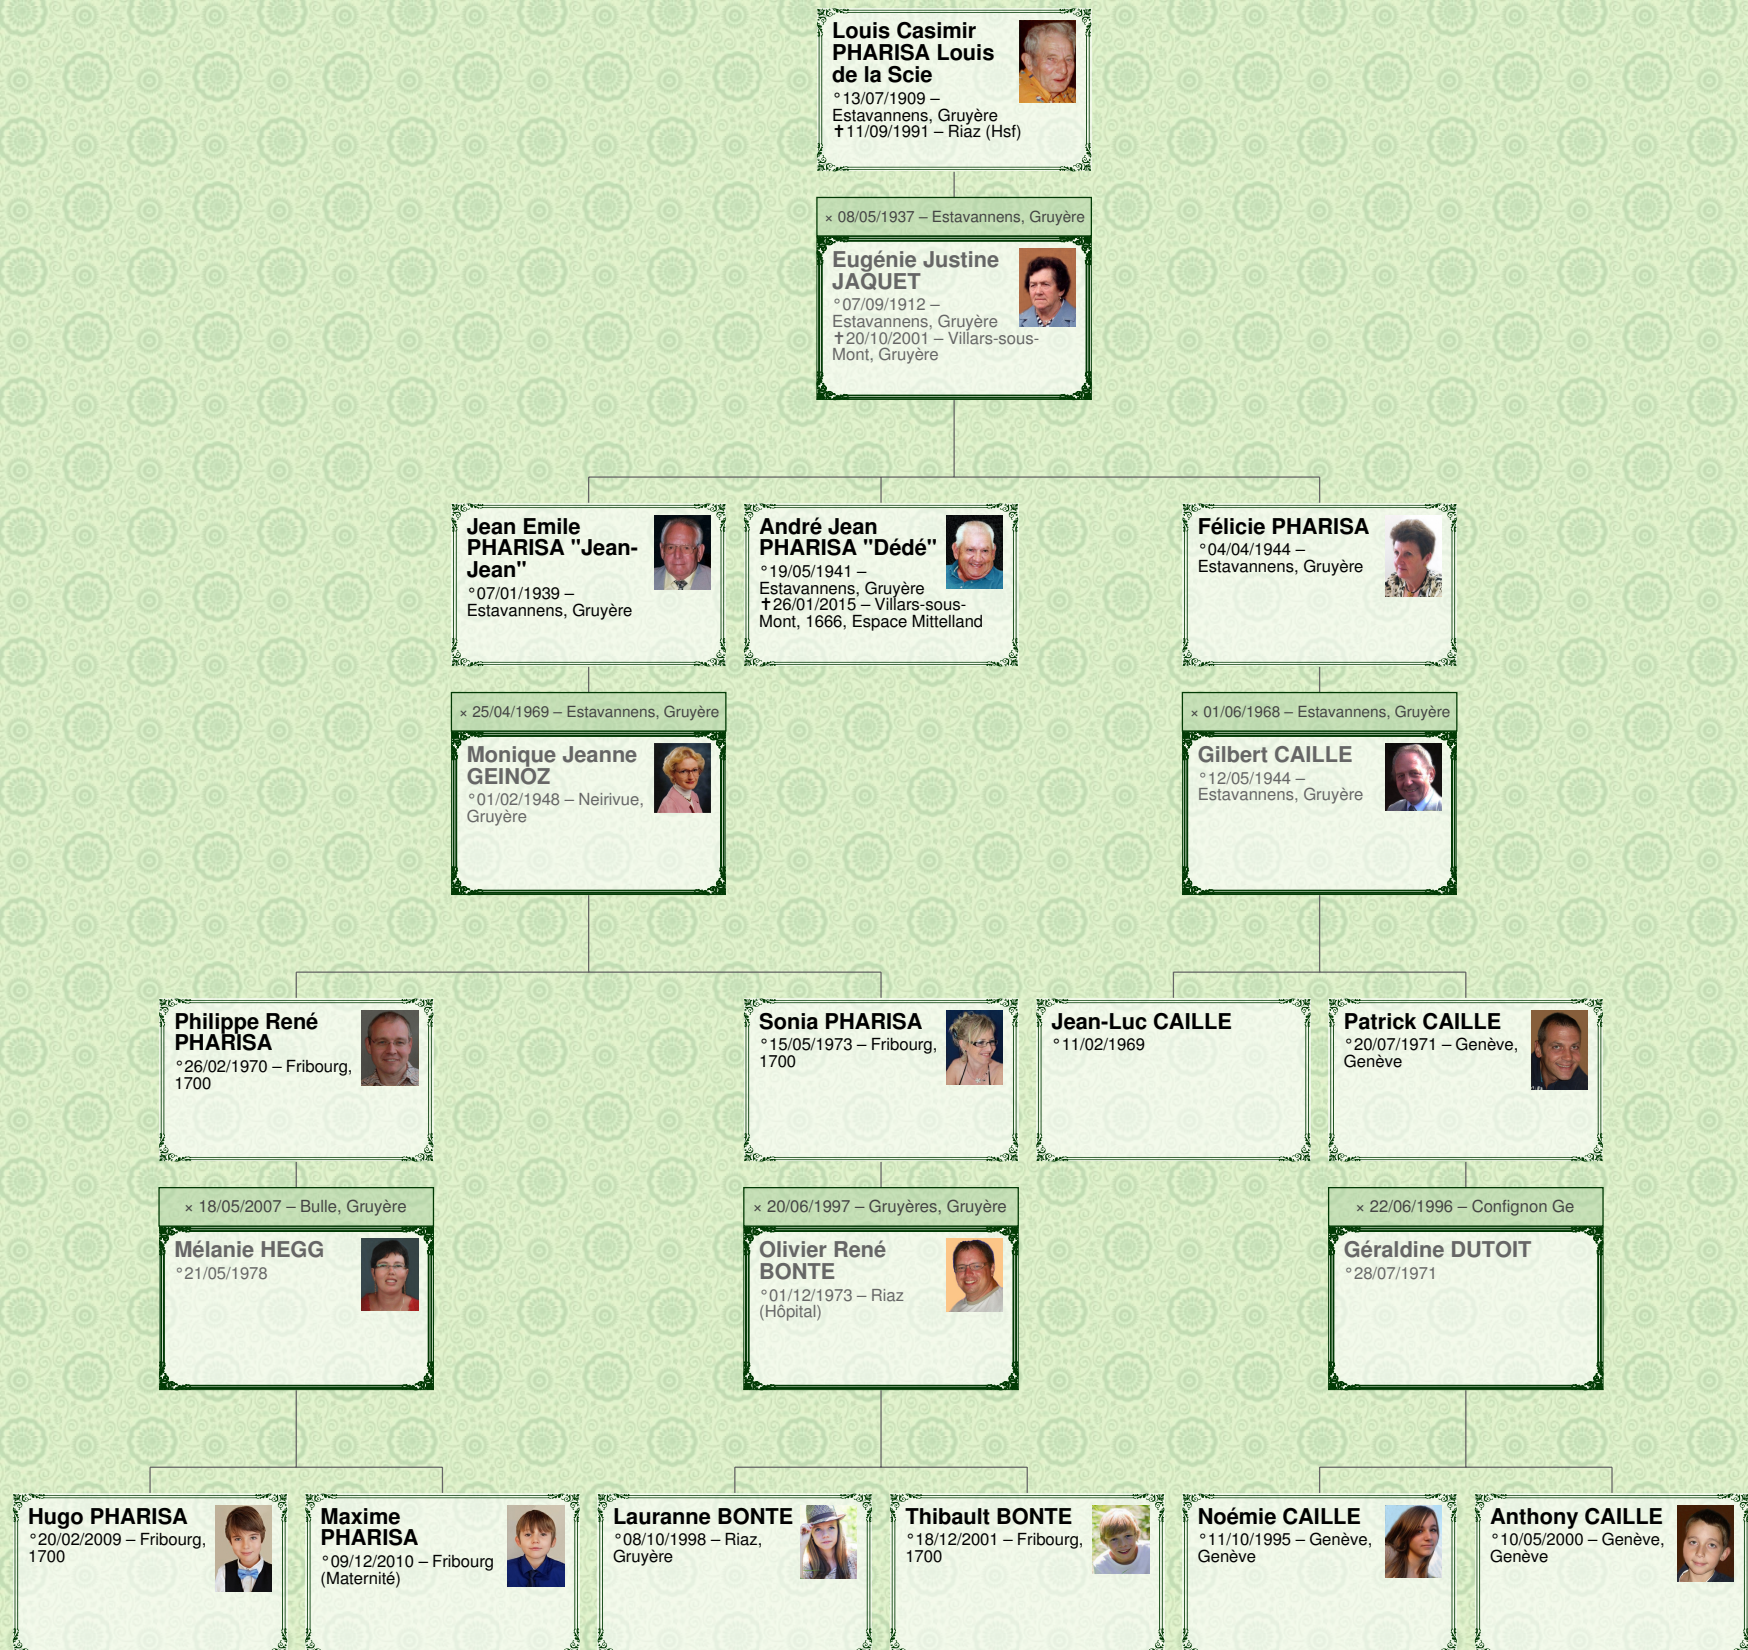 Louis Casimir
PHARISA Louis
de la Scie
°13/07/1909 –
Estavannens, Gruyère
✝11/09/1991 – Riaz (Hsf)
× 08/05/1937 – Estavannens, Gruyère
Eugénie Justine
JAQUET
°07/09/1912 –
Estavannens, Gruyère
✝20/10/2001 – Villars-sous-
Mont, Gruyère
Jean Emile
PHARISA "Jean-
Jean"
°07/01/1939 –
Estavannens, Gruyère
André Jean
PHARISA "Dédé"
°19/05/1941 –
Estavannens, Gruyère
✝26/01/2015 – Villars-sous-
Mont, 1666, Espace Mittelland
Félicie PHARISA
°04/04/1944 –
Estavannens, Gruyère
× 25/04/1969 – Estavannens, Gruyère
Monique Jeanne
GEINOZ
°01/02/1948 – Neirivue,
Gruyère
× 01/06/1968 – Estavannens, Gruyère
Gilbert CAILLE
°12/05/1944 –
Estavannens, Gruyère
Philippe René
PHARISA
°26/02/1970 – Fribourg,
1700
Sonia PHARISA
°15/05/1973 – Fribourg,
1700
Jean-Luc CAILLE
°11/02/1969
Patrick CAILLE
°20/07/1971 – Genève,
Genève
× 18/05/2007 – Bulle, Gruyère
Mélanie HEGG
°21/05/1978
× 20/06/1997 – Gruyères, Gruyère
Olivier René
BONTE
°01/12/1973 – Riaz
(Hôpital)
× 22/06/1996 – Confignon Ge
Géraldine DUTOIT
°28/07/1971
Hugo PHARISA
°20/02/2009 – Fribourg,
1700
Maxime
PHARISA
°09/12/2010 – Fribourg
(Maternité)
Lauranne BONTE
°08/10/1998 – Riaz,
Gruyère
Thibault BONTE
°18/12/2001 – Fribourg,
1700
Noémie CAILLE
°11/10/1995 – Genève,
Genève
Anthony CAILLE
°10/05/2000 – Genève,
Genève